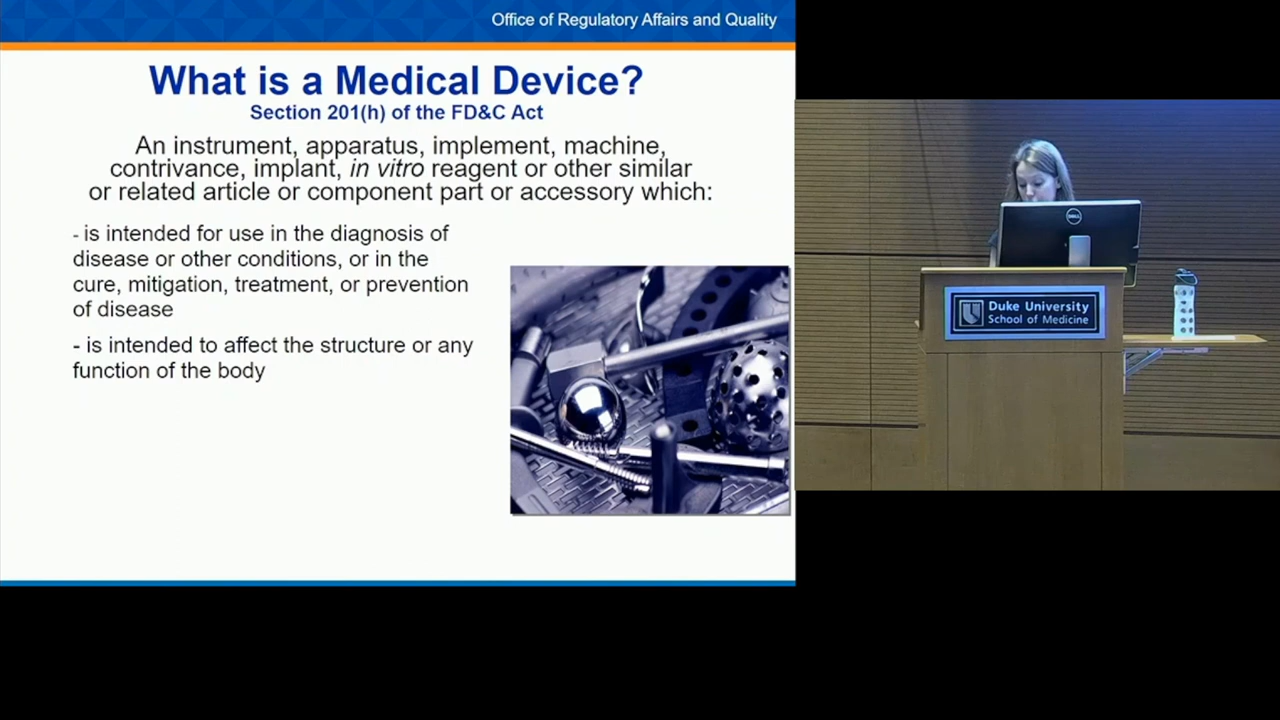 Office of Regulatory Affairs and Quality
What is a Medical Device?
Section 201(h) of the FD&C Act
An instrument, apparatus, implement, machine,
contrivance, implant, in vitro reagent or other similar
or related article or component part or accessory which:
- is intended for use in the diagnosis of
disease or other conditions, or in the
cure, mitigation, treatment, or prevention
of disease
- is intended to affect the structure or any
function of the body
DELL
Duke University
School of Medicine